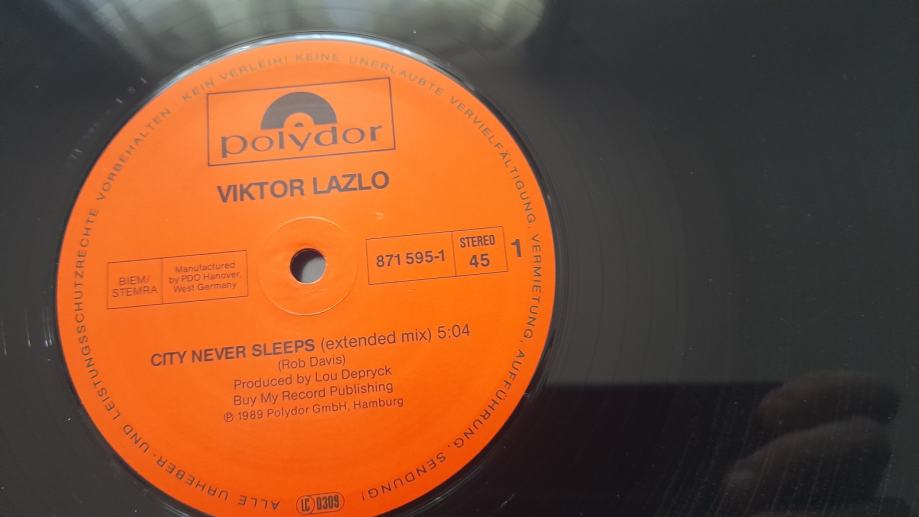 polydor
VIKTOR LAZLO
BIEM/
STEMRA
Manufactured
by PDO Hanover,
West Germany
871 595-1
STEREO
45
1
CITY NEVER SLEEPS (extended mix) 5:04
(Rob Davis)
Produced by Lou Depryck
Buy My Record Publishing
℗ 1989 Polydor GmbH, Hamburg
ALLE URHEBER- UND LEISTUNGSSCHUTZRECHTE VORBEHALTEN · KEIN VERLEIH! KEINE UNERLAUBTE VERVIELFÄLTIGUNG, VERMIETUNG, AUFFÜHRUNG, SENDUNG!
LC 0309